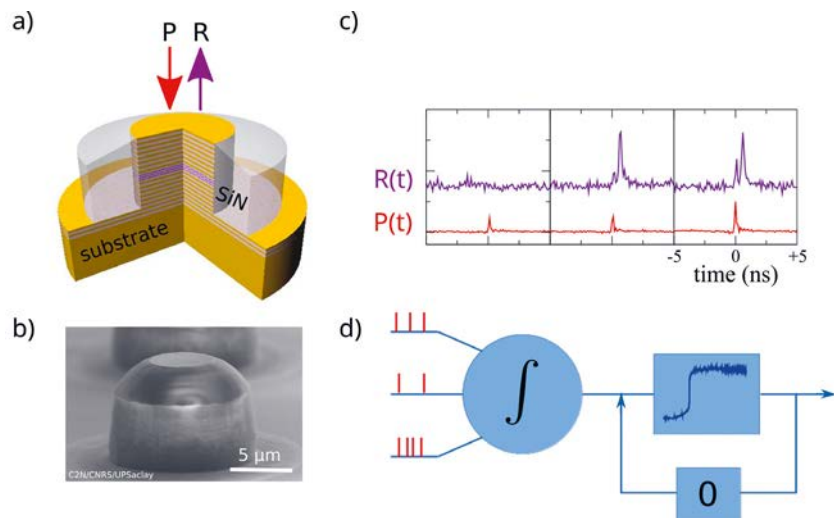 a)
P R
SiN
substrate
b)
5 μm
C2N/CNRS/UPSaclay
c)
R(t)
P(t)
-5 0 +5
time (ns)
d)
∫
0